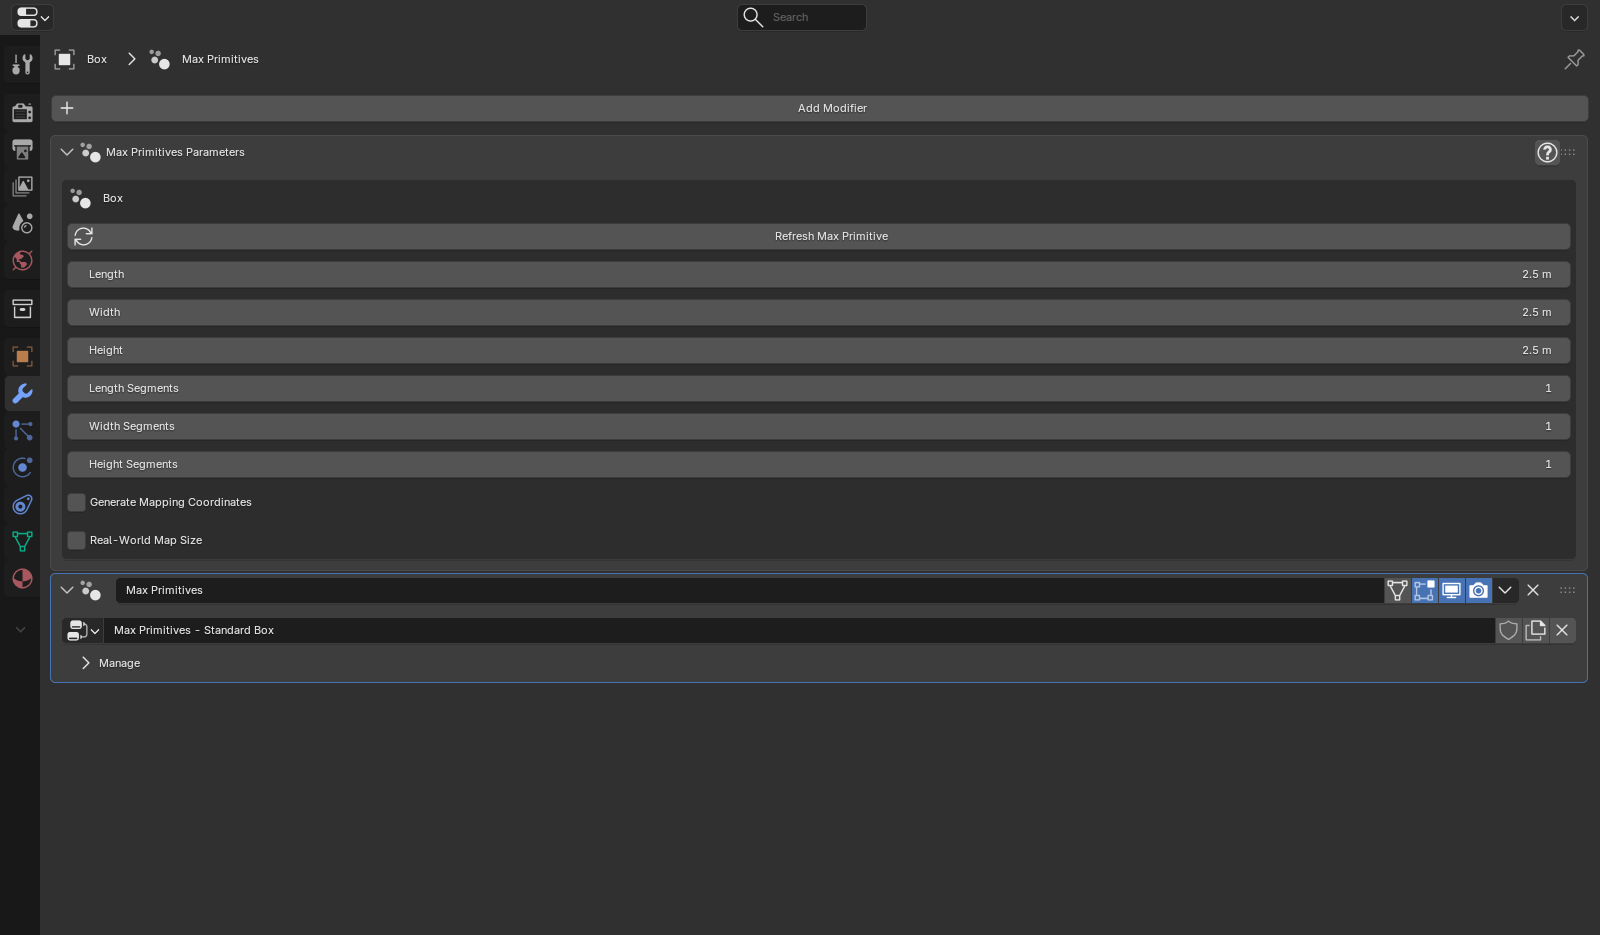 Search
Box
Max Primitives
Add Modifier
Max Primitives Parameters
Box
Refresh Max Primitive
Length 2.5 m
Width 2.5 m
Height 2.5 m
Length Segments 1
Width Segments 1
Height Segments 1
Generate Mapping Coordinates
Real-World Map Size
Max Primitives
Max Primitives - Standard Box
Manage